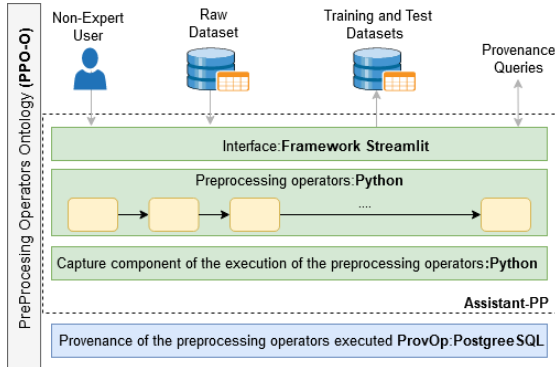 PreProcesing Operators Ontology (PPO-O)
Non-Expert
User
Raw
Dataset
Training and Test
Datasets
Provenance
Queries
Interface:Framework Streamlit
Preprocessing operators:Python
....
Capture component of the execution of the preprocessing operators:Python
Assistant-PP
Provenance of the preprocessing operators executed ProvOp:PostgreeSQL